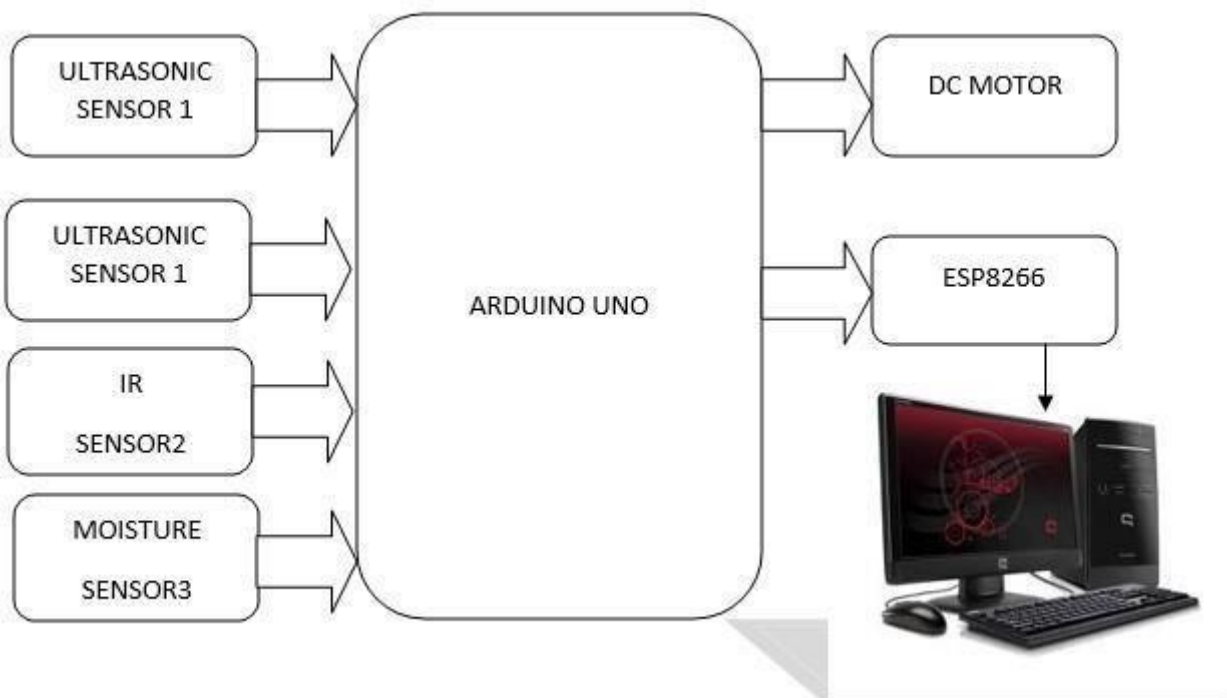 ULTRASONIC
SENSOR 1
ULTRASONIC
SENSOR 1
IR
SENSOR2
MOISTURE
SENSOR3
ARDUINO UNO
DC MOTOR
ESP8266